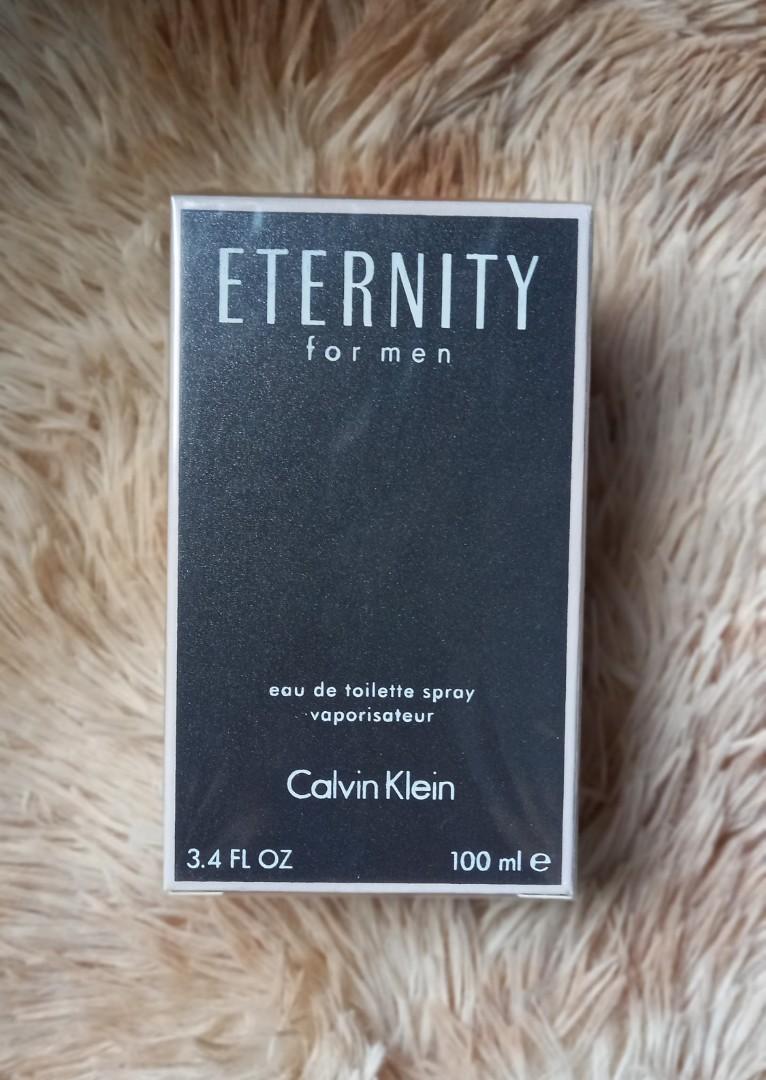 ETERNITY
for men
eau de toilette spray
vaporisateur
Calvin Klein
3.4 FL OZ 100 ml ℮